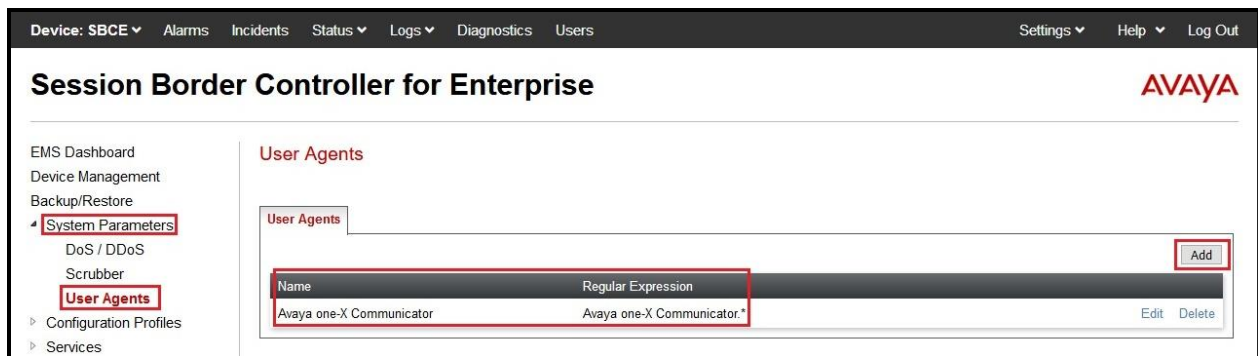 Device: SBCE Alarms Incidents Status Logs Diagnostics Users Settings Help Log Out
Session Border Controller for Enterprise
AVAYA
EMS Dashboard
Device Management
Backup/Restore
System Parameters
DoS / DDoS
Scrubber
User Agents
Configuration Profiles
Services
User Agents
User Agents
Add
Name Regular Expression
Avaya one-X Communicator Avaya one-X Communicator.* Edit Delete